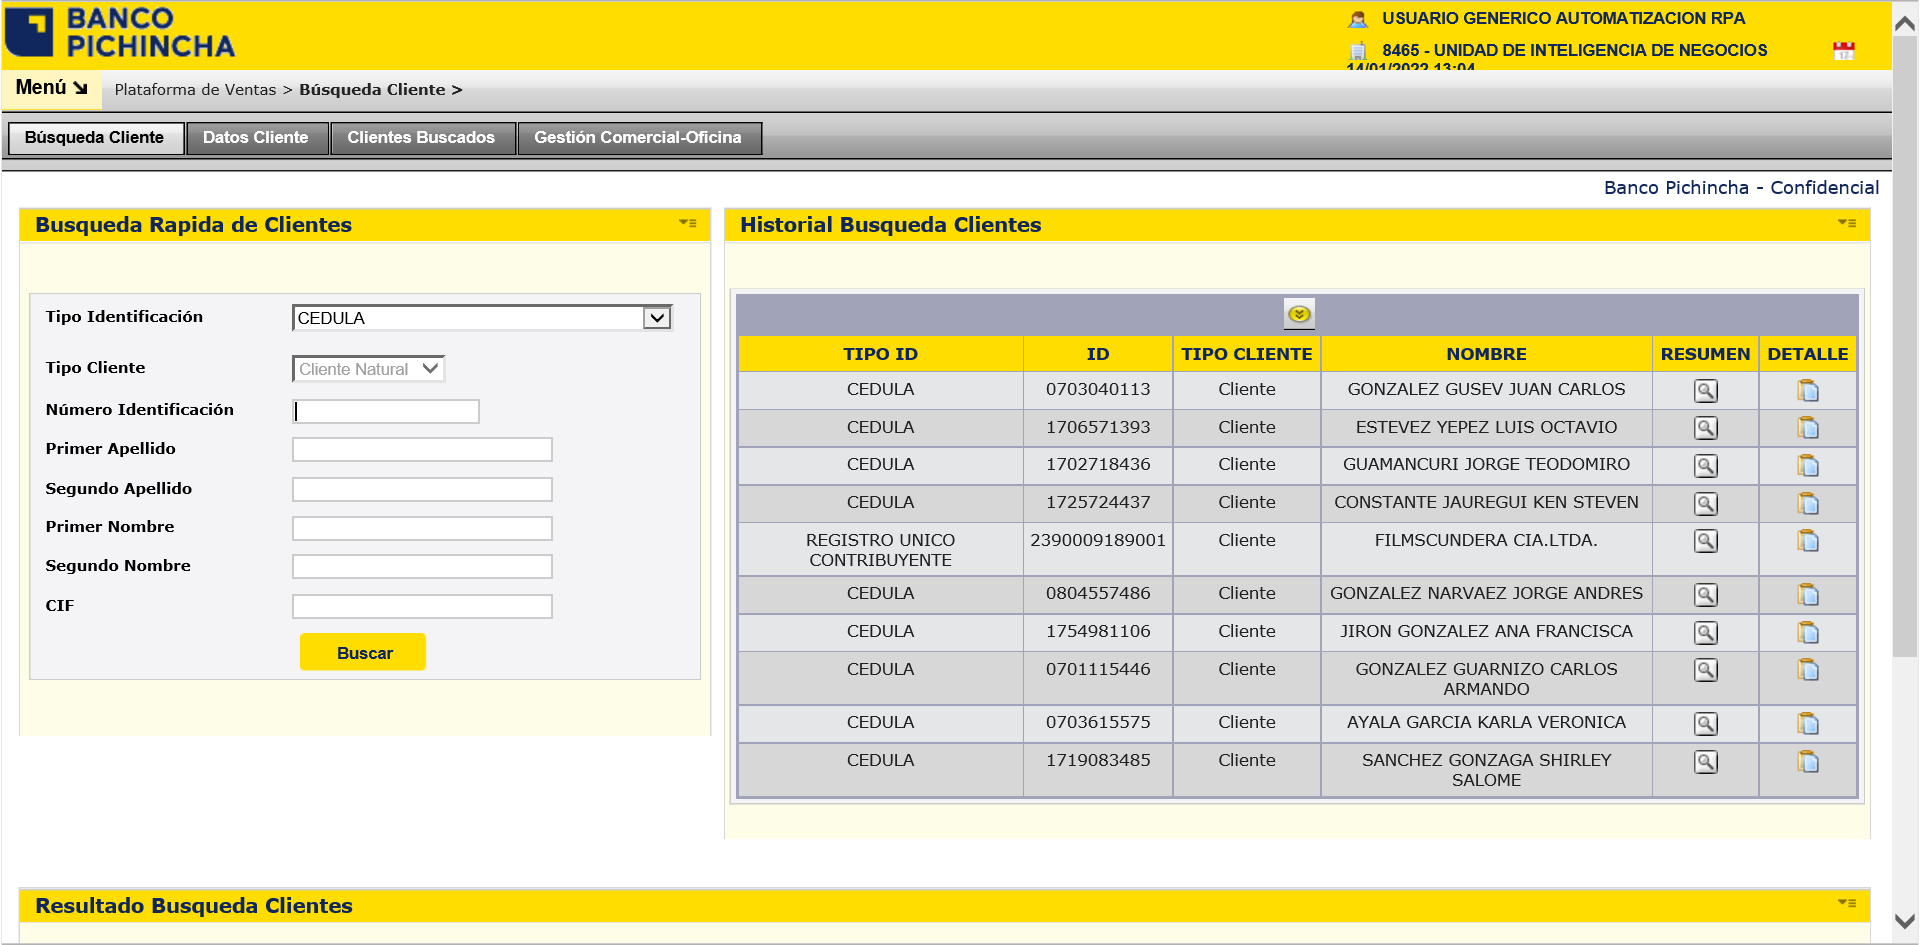 BANCO
PICHINCHA
USUARIO GENERICO AUTOMATIZACION RPA
8465 - UNIDAD DE INTELIGENCIA DE NEGOCIOS
14/01/2022 13:04
Menú
Plataforma de Ventas > Búsqueda Cliente >
Búsqueda Cliente Datos Cliente Clientes Buscados Gestión Comercial-Oficina
Banco Pichincha - Confidencial
Busqueda Rapida de Clientes
Tipo Identificación CEDULA
Tipo Cliente Cliente Natural
Número Identificación
Primer Apellido
Segundo Apellido
Primer Nombre
Segundo Nombre
CIF
Buscar
Historial Busqueda Clientes
TIPO ID ID TIPO CLIENTE NOMBRE RESUMEN DETALLE
CEDULA 0703040113 Cliente GONZALEZ GUSEV JUAN CARLOS
CEDULA 1706571393 Cliente ESTEVEZ YEPEZ LUIS OCTAVIO
CEDULA 1702718436 Cliente GUAMANCURI JORGE TEODOMIRO
CEDULA 1725724437 Cliente CONSTANTE JAUREGUI KEN STEVEN
REGISTRO UNICO 2390009189001 Cliente FILMSCUNDERA CIA.LTDA.
CONTRIBUYENTE
CEDULA 0804557486 Cliente GONZALEZ NARVAEZ JORGE ANDRES
CEDULA 1754981106 Cliente JIRON GONZALEZ ANA FRANCISCA
CEDULA 0701115446 Cliente GONZALEZ GUARNIZO CARLOS
ARMANDO
CEDULA 0703615575 Cliente AYALA GARCIA KARLA VERONICA
CEDULA 1719083485 Cliente SANCHEZ GONZAGA SHIRLEY
SALOME
Resultado Busqueda Clientes